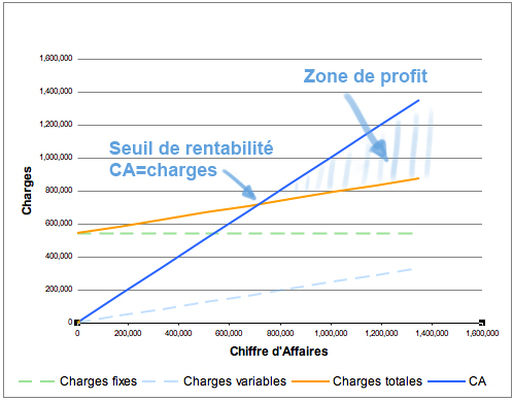 1,600,000
Zone de profit
1,400,000
1,200,000
Seuil de rentabilité
CA=charges
1,000,000
800,000
600,000
400,000
200,000
0
Charges
0 200,000 400,000 600,000 800,000 1,000,000 1,200,000 1,400,000 1,600,000
Chiffre d'Affaires
Charges fixes Charges variables Charges totales CA